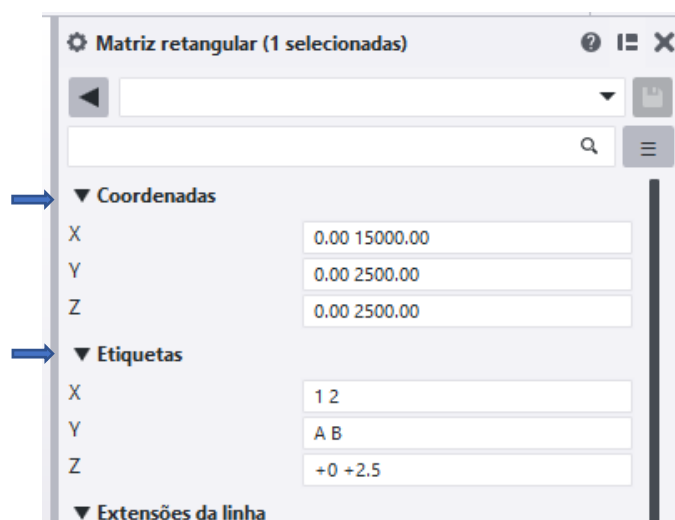 Matriz retangular (1 selecionadas)
Coordenadas
X 0.00 15000.00
Y 0.00 2500.00
Z 0.00 2500.00
Etiquetas
X 1 2
Y A B
Z +0 +2.5
Extensões da linha